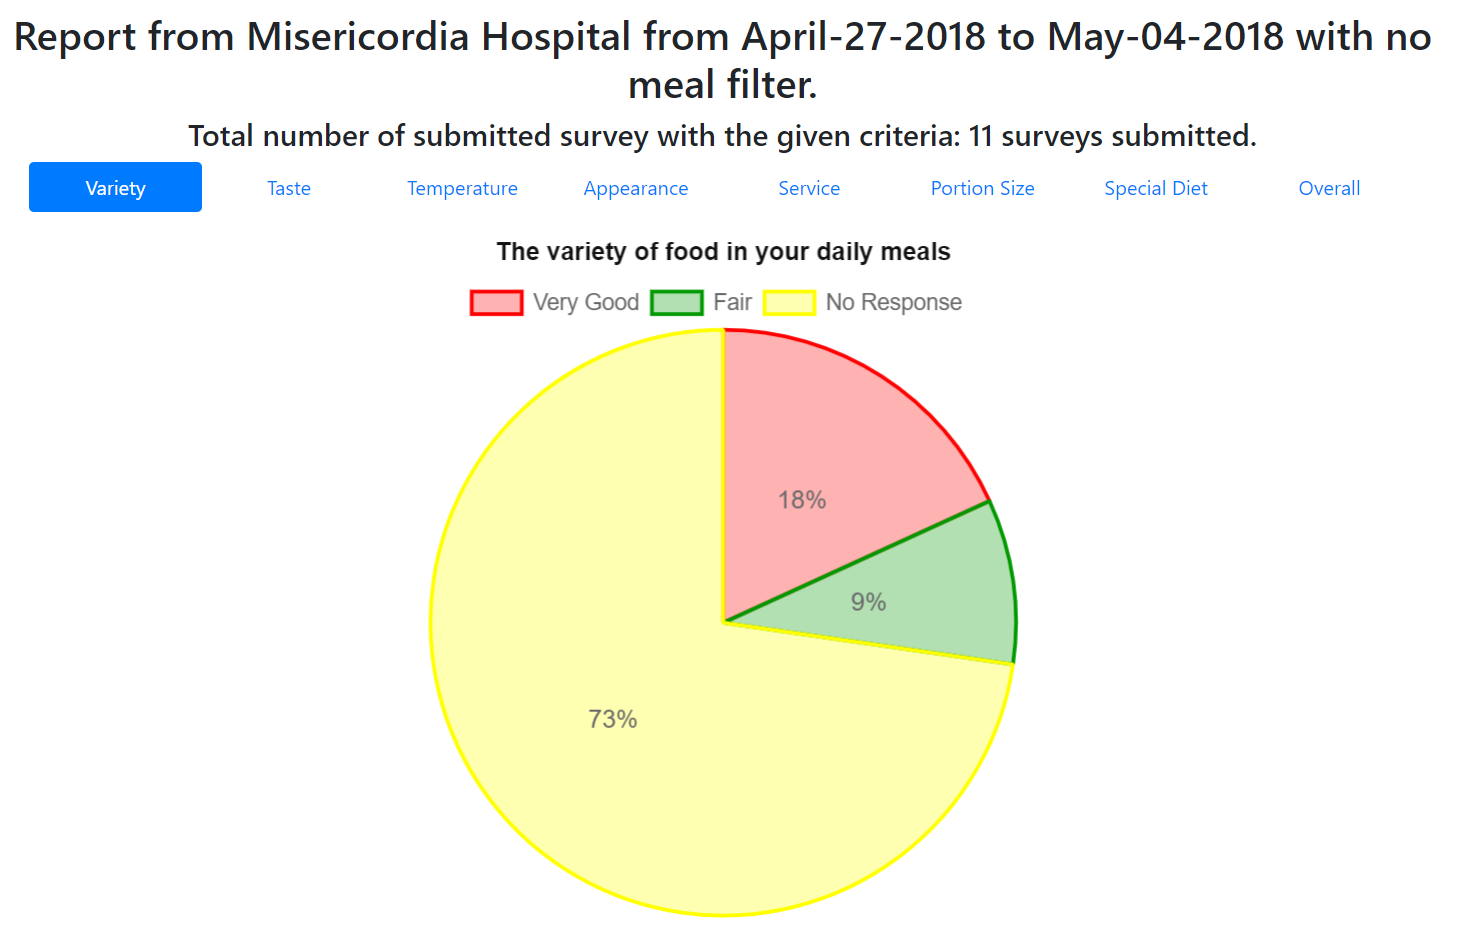 Report from Misericordia Hospital from April-27-2018 to May-04-2018 with no
meal filter.
Total number of submitted survey with the given criteria: 11 surveys submitted.
Variety Taste Temperature Appearance Service Portion Size Special Diet Overall
The variety of food in your daily meals
Very Good Fair No Response
18%
9%
73%